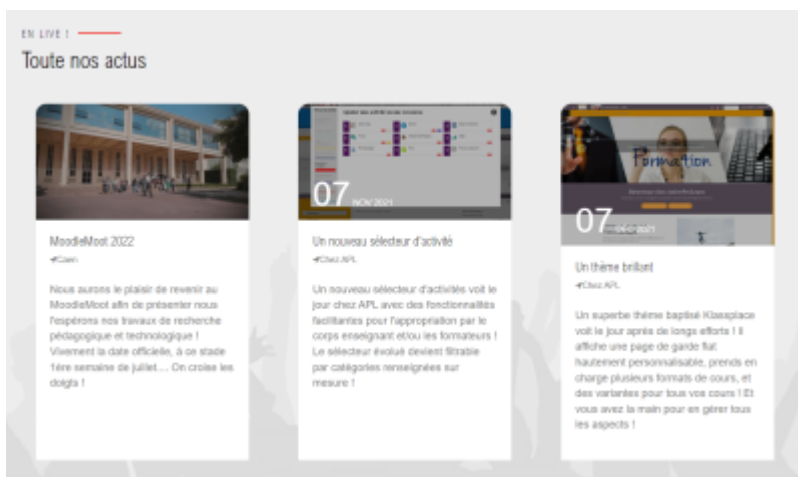 EN LIVE !
Toute nos actus
MoodleMoot 2022
Caen
Nous aurons le plaisir de revenir au
MoodleMoot afin de présenter nous
l'espérons nos travaux de recherche
pédagogique et technologique !
Vivement la date officielle, à ce stade
1ère semaine de juillet.... On croise les
doigts !
07 NOV 2021
Un nouveau sélecteur d'activité
Chez APL
Un nouveau sélecteur d'activités voit le
jour chez APL avec des fonctionnalités
facilitantes pour l'appropriation par le
corps enseignant et/ou les formateurs !
Le sélecteur évolué devient filtrable
par catégories renseignées sur
mesure !
Formation
07 2021
Un thème brillant
Chez APL
Un superbe thème baptisé Klassplace
voit le jour après de longs efforts ! Il
affiche une page de garde flat
hautement personnalisable, prends en
charge plusieurs formats de cours, et
des variantes pour tous vos cours ! Et
vous avez la main pour en gérer tous
les aspects !